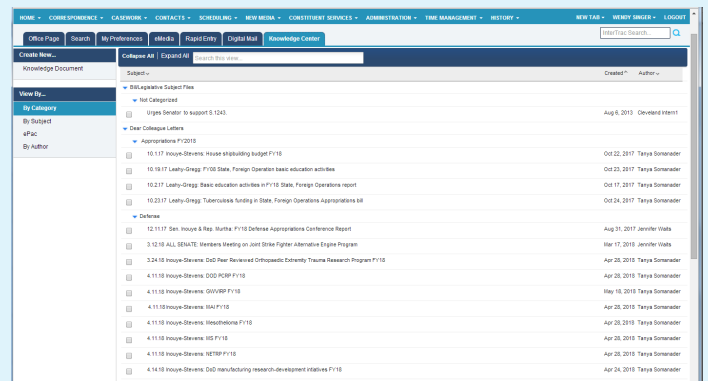 HOME CORRESPONDENCE CASEWORK CONTACTS SCHEDULING NEW MEDIA CONSTITUENT SERVICES ADMINISTRATION TIME MANAGEMENT HISTORY NEW TAB WENDY SINGER LOGOUT
Office Page Search My Preferences eMedia Rapid Entry Digital Mail Knowledge Center InterTrac Search...
Create New...
Knowledge Document
View By...
By Category
By Subject
ePac
By Author
Collapse All | Expand All Search this view...
Subject Created ^ Author
Bill/Legislative Subject Files
Not Categorized
Urges Senator to support S.1243. Aug 6, 2013 Cleveland Intern1
Dear Colleague Letters
Appropriations FY2018
10.1.17 Inouye-Stevens: House shipbuilding budget FY18 Oct 22, 2017 Tanya Somanader
10.19.17 Leahy-Gregg: FY08 State, Foreign Operation basic education activities Oct 23, 2017 Tanya Somanader
10.2.17 Leahy-Gregg: Basic education activities in FY18 State, Foreign Operations report Oct 17, 2017 Tanya Somanader
10.23.17 Leahy-Gregg: Tuberculosis funding in State, Foreign Operations Appropriations bill Oct 24, 2017 Tanya Somanader
Defense
12.11.17 Sen. Inouye & Rep. Murtha: FY18 Defense Appropriations Conference Report Aug 31, 2017 Jennifer Waits
3.12.18 ALL SENATE: Members Meeting on Joint Strike Fighter Alternative Engine Program Mar 17, 2018 Jennifer Waits
3.24.18 Inouye-Stevens: DoD Peer Reviewed Orthopaedic Extremity Trauma Research Program FY18 Apr 28, 2018 Tanya Somanader
4.11.18 Inouye-Stevens: DOD PCRP FY18 Apr 28, 2018 Tanya Somanader
4.11.18 Inouye-Stevens: GWVIRP FY18 May 18, 2018 Tanya Somanader
4.11.18 Inouye-Stevens: MAI FY18 Apr 28, 2018 Tanya Somanader
4.11.18 Inouye-Stevens: Mesothelioma FY18 Apr 28, 2018 Tanya Somanader
4.11.18 Inouye-Stevens: MS FY18 Apr 28, 2018 Tanya Somanader
4.11.18 Inouye-Stevens: NETRP FY18 Apr 28, 2018 Tanya Somanader
4.14.18 Inouye-Stevens: DoD manufacturing research-development intiatives FY18 Apr 24, 2018 Tanya Somanader